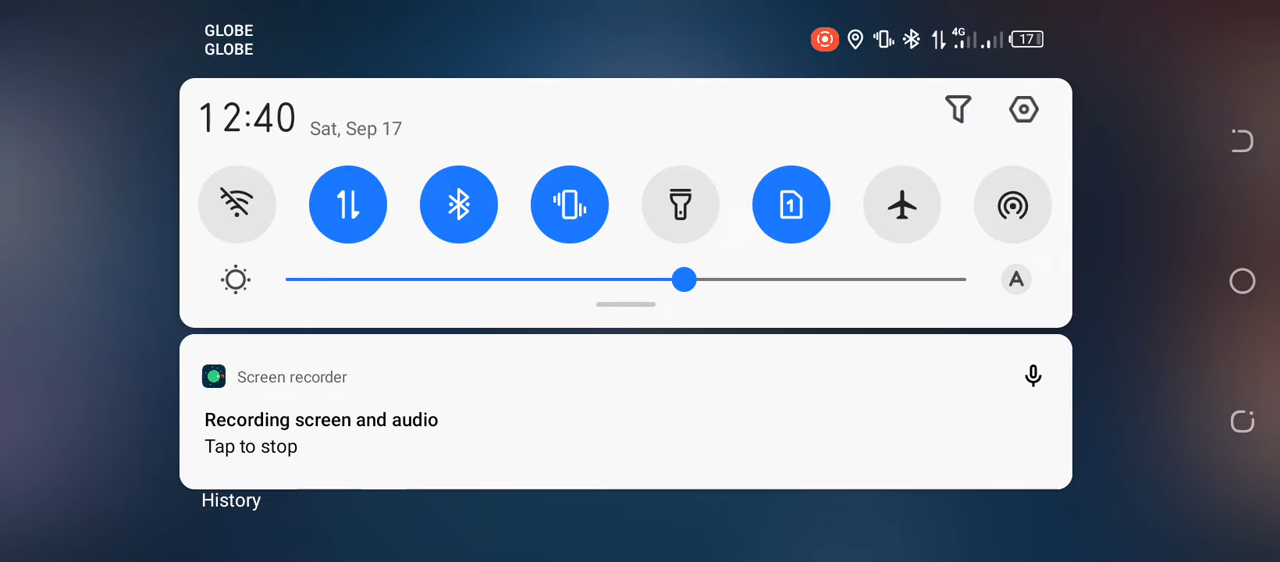 GLOBE
GLOBE
4G
17
12:40
Sat, Sep 17
1
A
Screen recorder
Recording screen and audio
Tap to stop
History